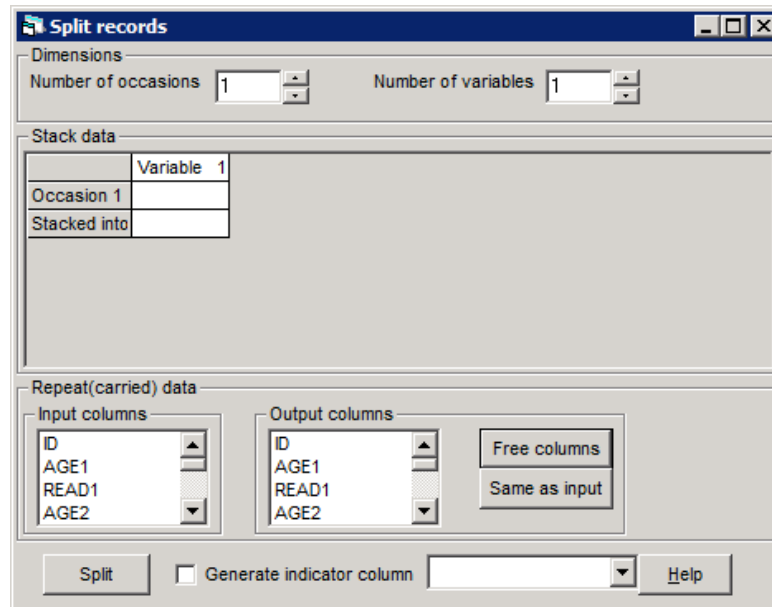 Split records
Dimensions
Number of occasions 1 Number of variables 1
Stack data
Variable 1
Occasion 1
Stacked into
Repeat(carried) data
Input columns
ID
AGE1
READ1
AGE2
Output columns
ID
AGE1
READ1
AGE2
Free columns
Same as input
Split Generate indicator column Help